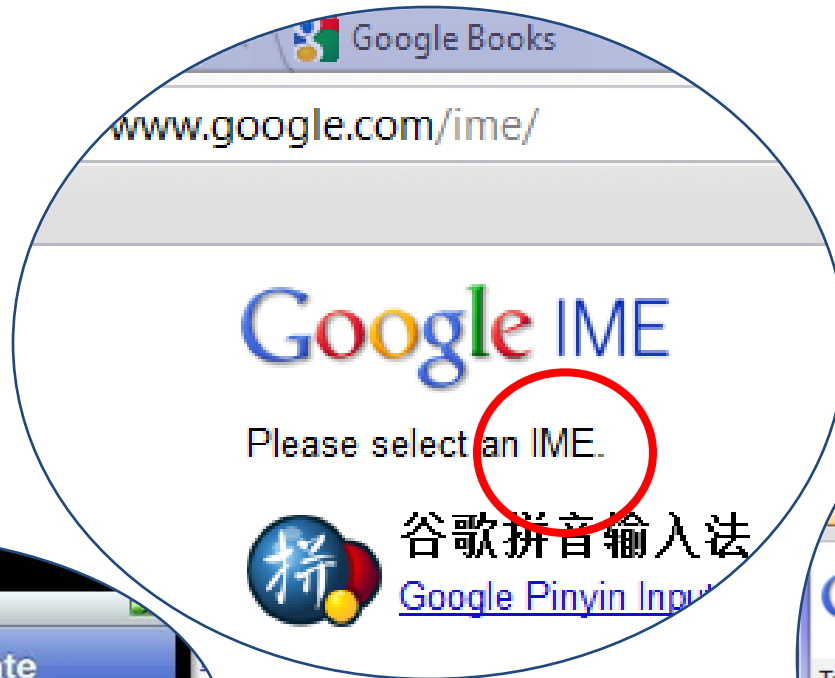 Google Books
www.google.com/ime/
Google IME
Please select an IME.
谷歌拼音输入法
拼
Google Pinyin